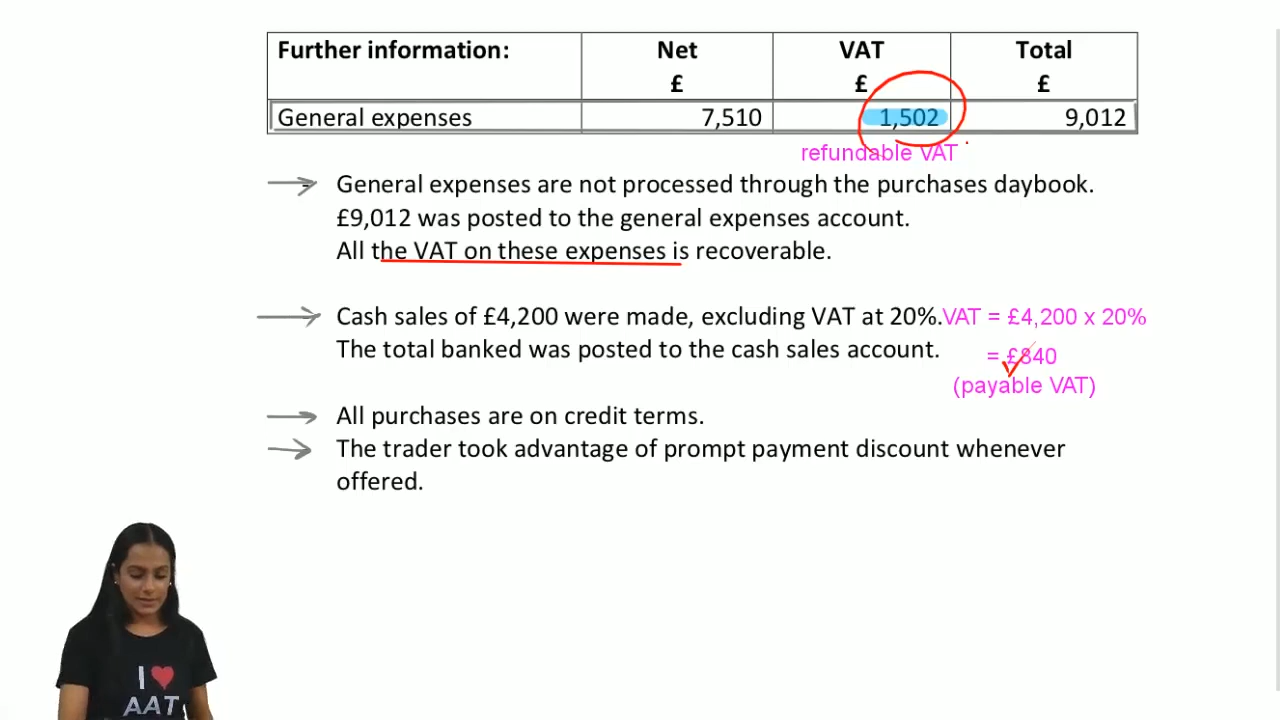 Further information: Net VAT Total
£ £ £
General expenses 7,510 1,502 9,012
refundable VAT
General expenses are not processed through the purchases daybook.
£9,012 was posted to the general expenses account.
All the VAT on these expenses is recoverable.
Cash sales of £4,200 were made, excluding VAT at 20%. VAT = £4,200 x 20%
The total banked was posted to the cash sales account. = £840
(payable VAT)
All purchases are on credit terms.
The trader took advantage of prompt payment discount whenever
offered.
I ❤
AAT